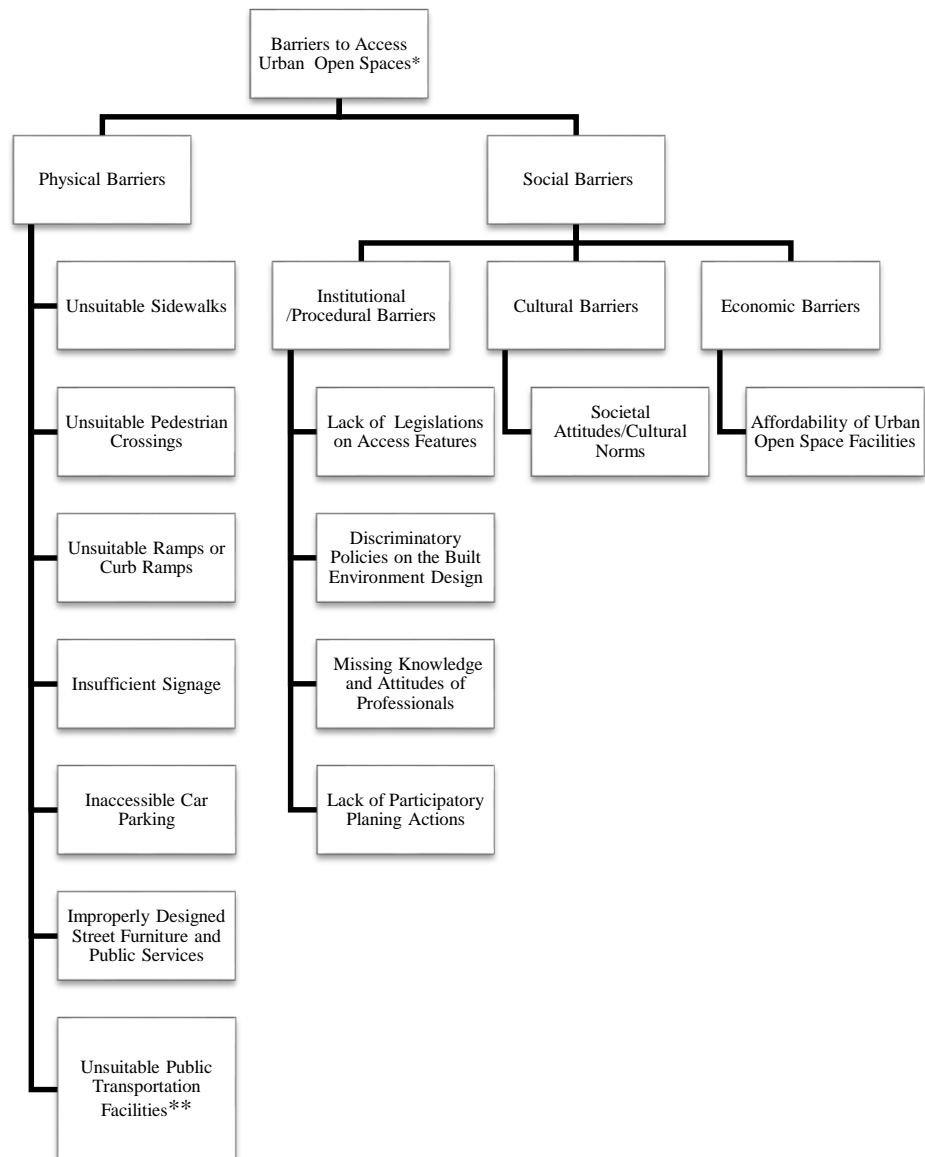 Barriers to Access
Urban Open Spaces*
Physical Barriers
Social Barriers
Unsuitable Sidewalks
Unsuitable Pedestrian
Crossings
Unsuitable Ramps or
Curb Ramps
Insufficient Signage
Inaccessible Car
Parking
Improperly Designed
Street Furniture and
Public Services
Unsuitable Public
Transportation
Facilities**
Institutional
/Procedural Barriers
Lack of Legislations
on Access Features
Discriminatory
Policies on the Built
Environment Design
Missing Knowledge
and Attitudes of
Professionals
Lack of Participatory
Planing Actions
Cultural Barriers
Societal
Attitudes/Cultural
Norms
Economic Barriers
Affordability of Urban
Open Space Facilities